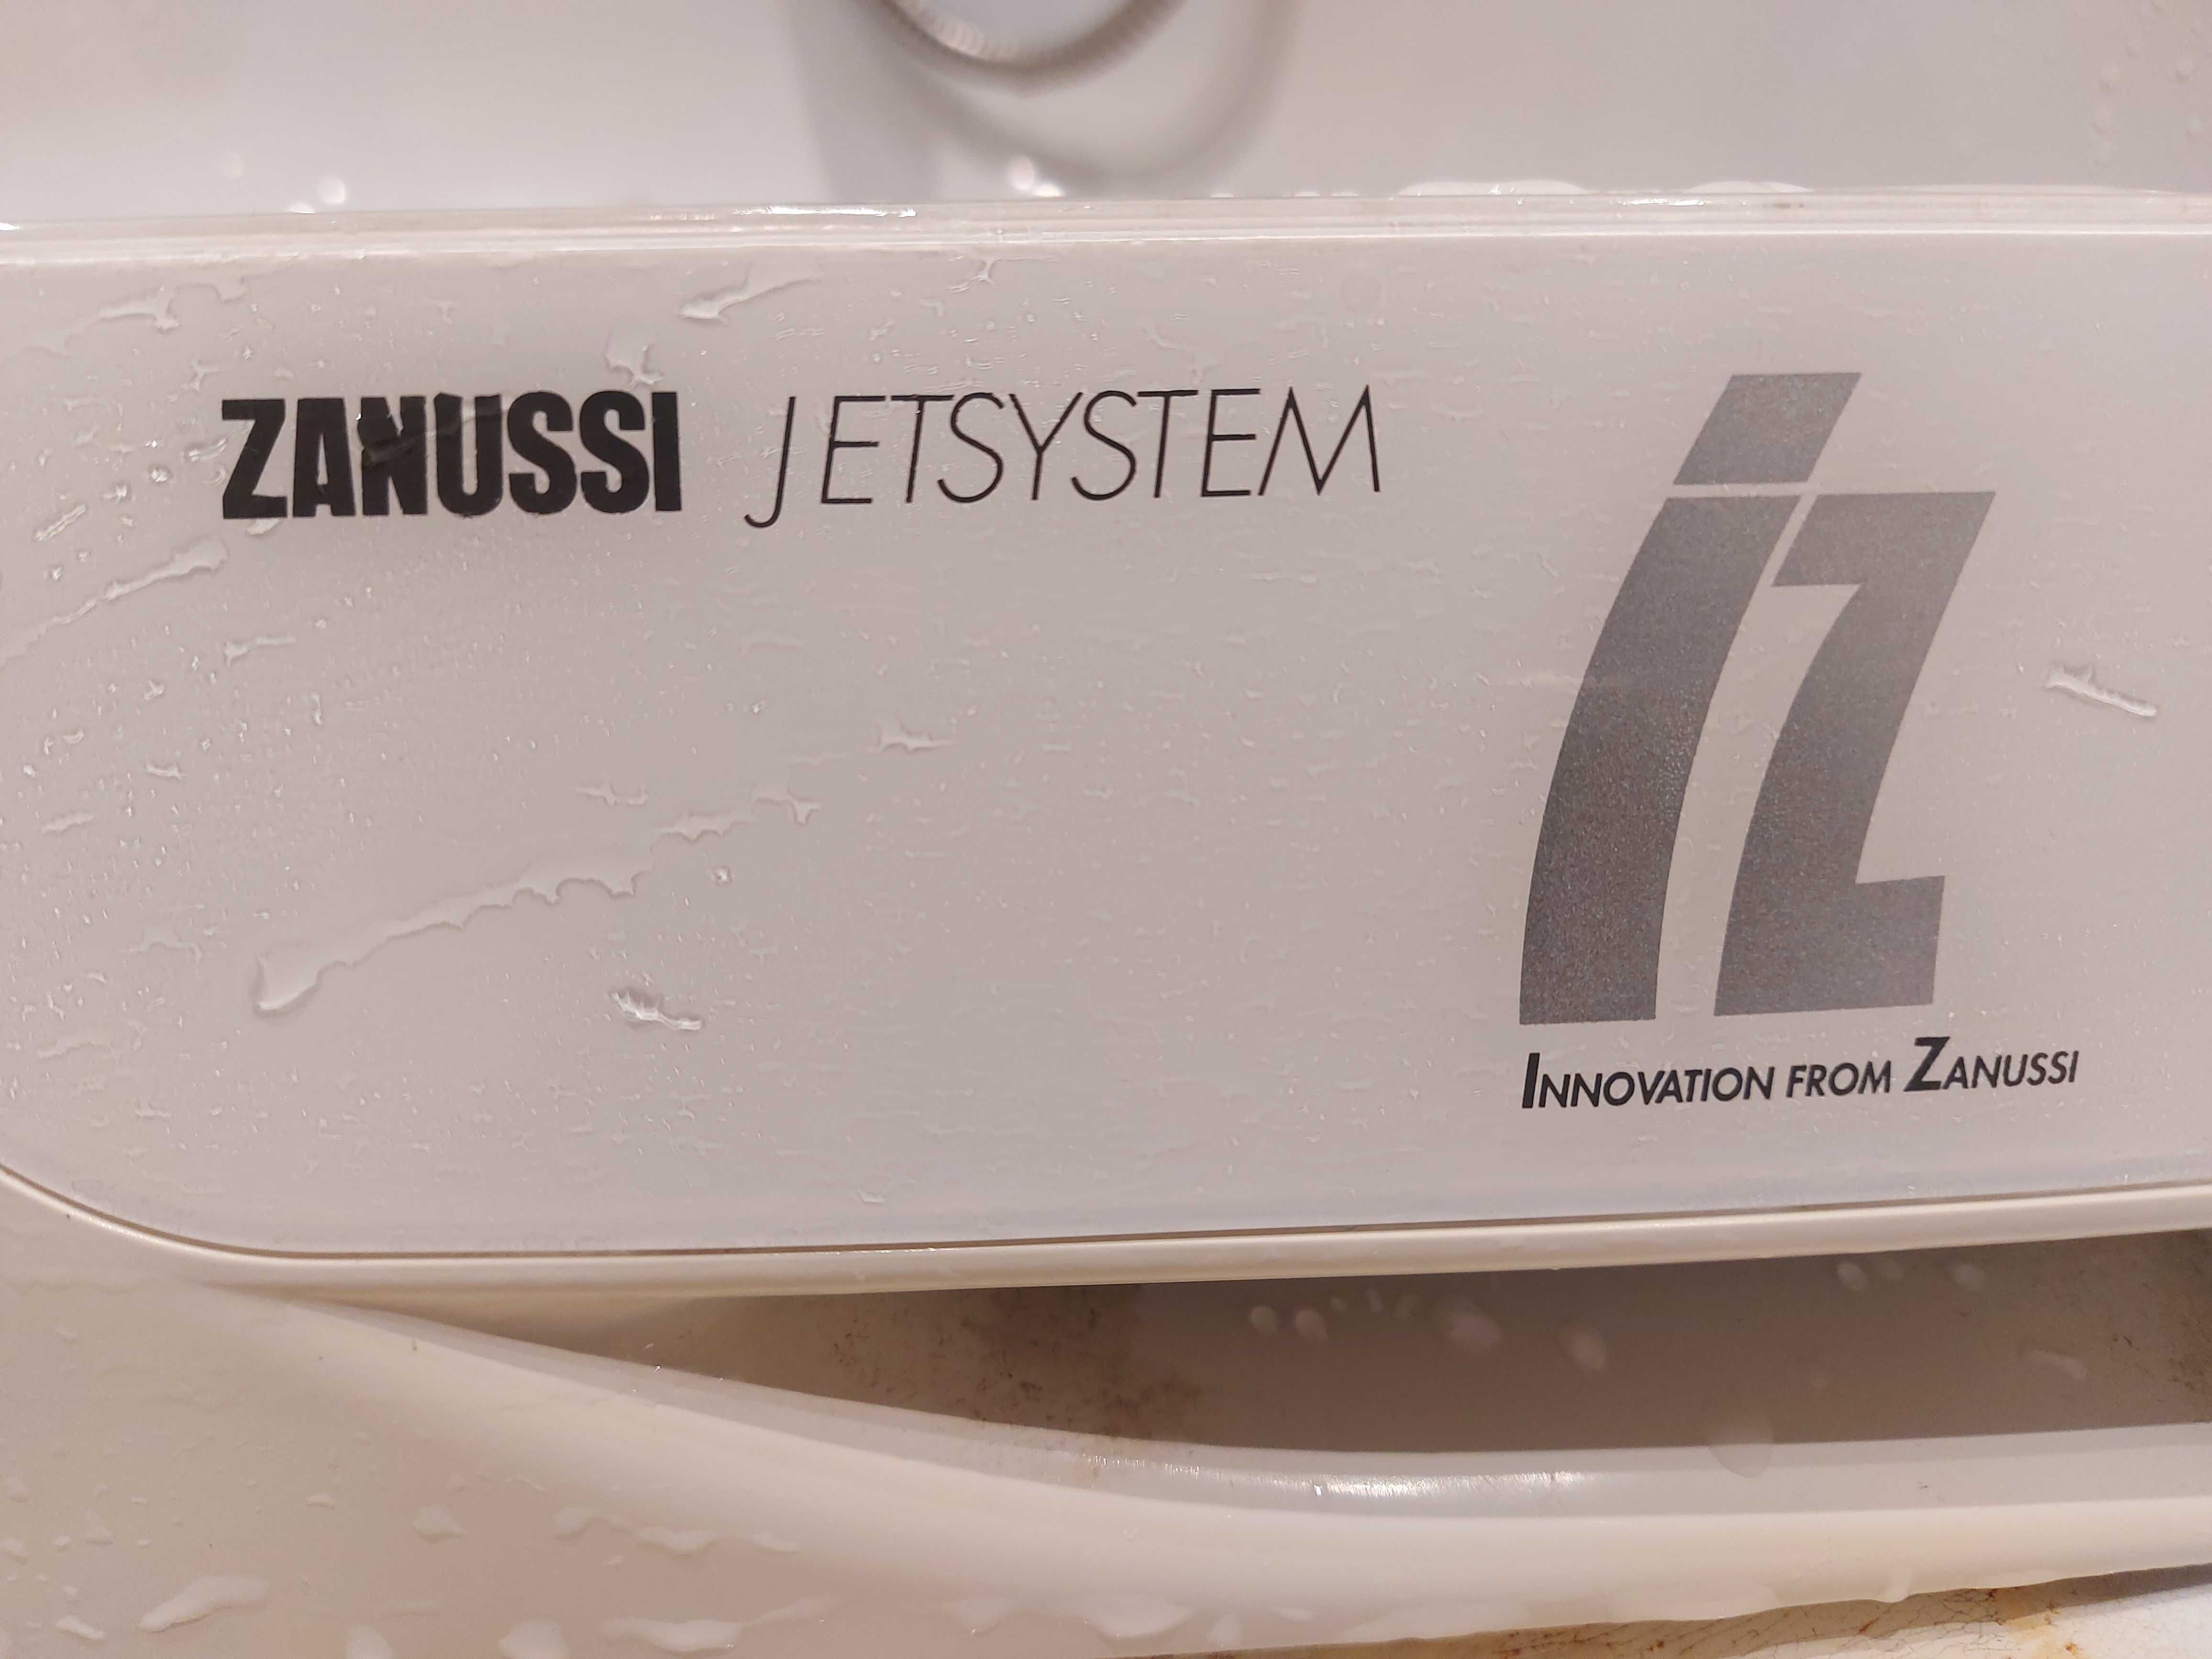 ZANUSSI JETSYSTEM
iz
INNOVATION FROM ZANUSSI